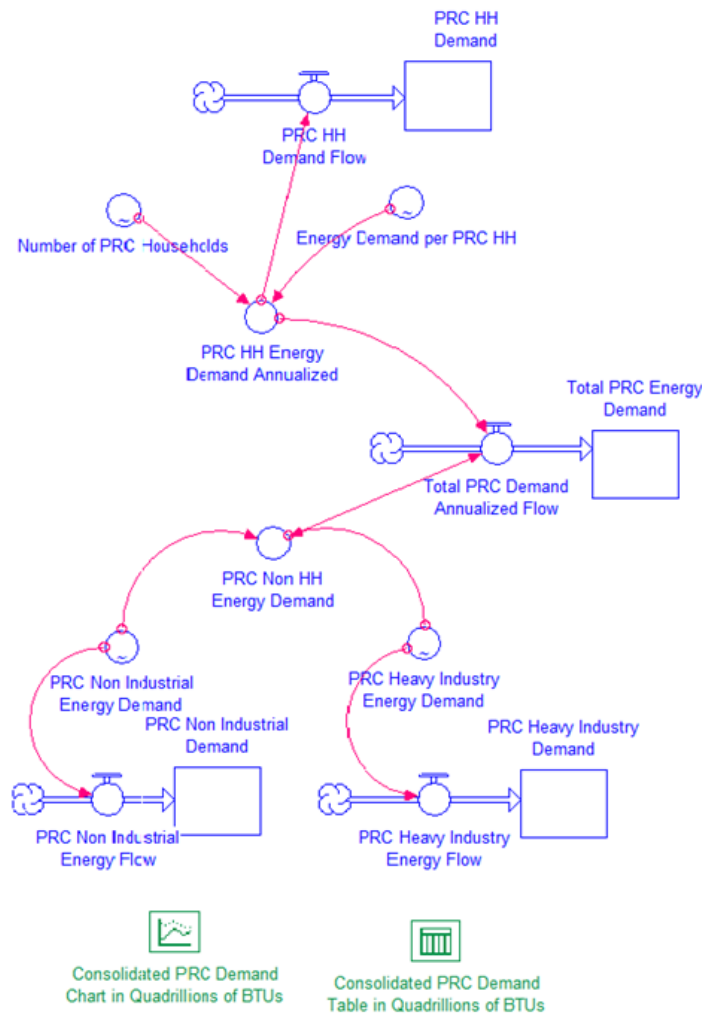 PRC HH
Demand
PRC HH
Demand Flow
Number of PRC Households
Energy Demand per PRC HH
~
~
PRC HH Energy
Demand Annualized
Total PRC Energy
Demand
Total PRC Demand
Annualized Flow
PRC Non HH
Energy Demand
~
~
PRC Non Industrial
Energy Demand
PRC Heavy Industry
Energy Demand
PRC Non Industrial
Demand
PRC Heavy Industry
Demand
PRC Non Industrial
Energy Flow
PRC Heavy Industry
Energy Flow
Consolidated PRC Demand
Chart in Quadrillions of BTUs
Consolidated PRC Demand
Table in Quadrillions of BTUs